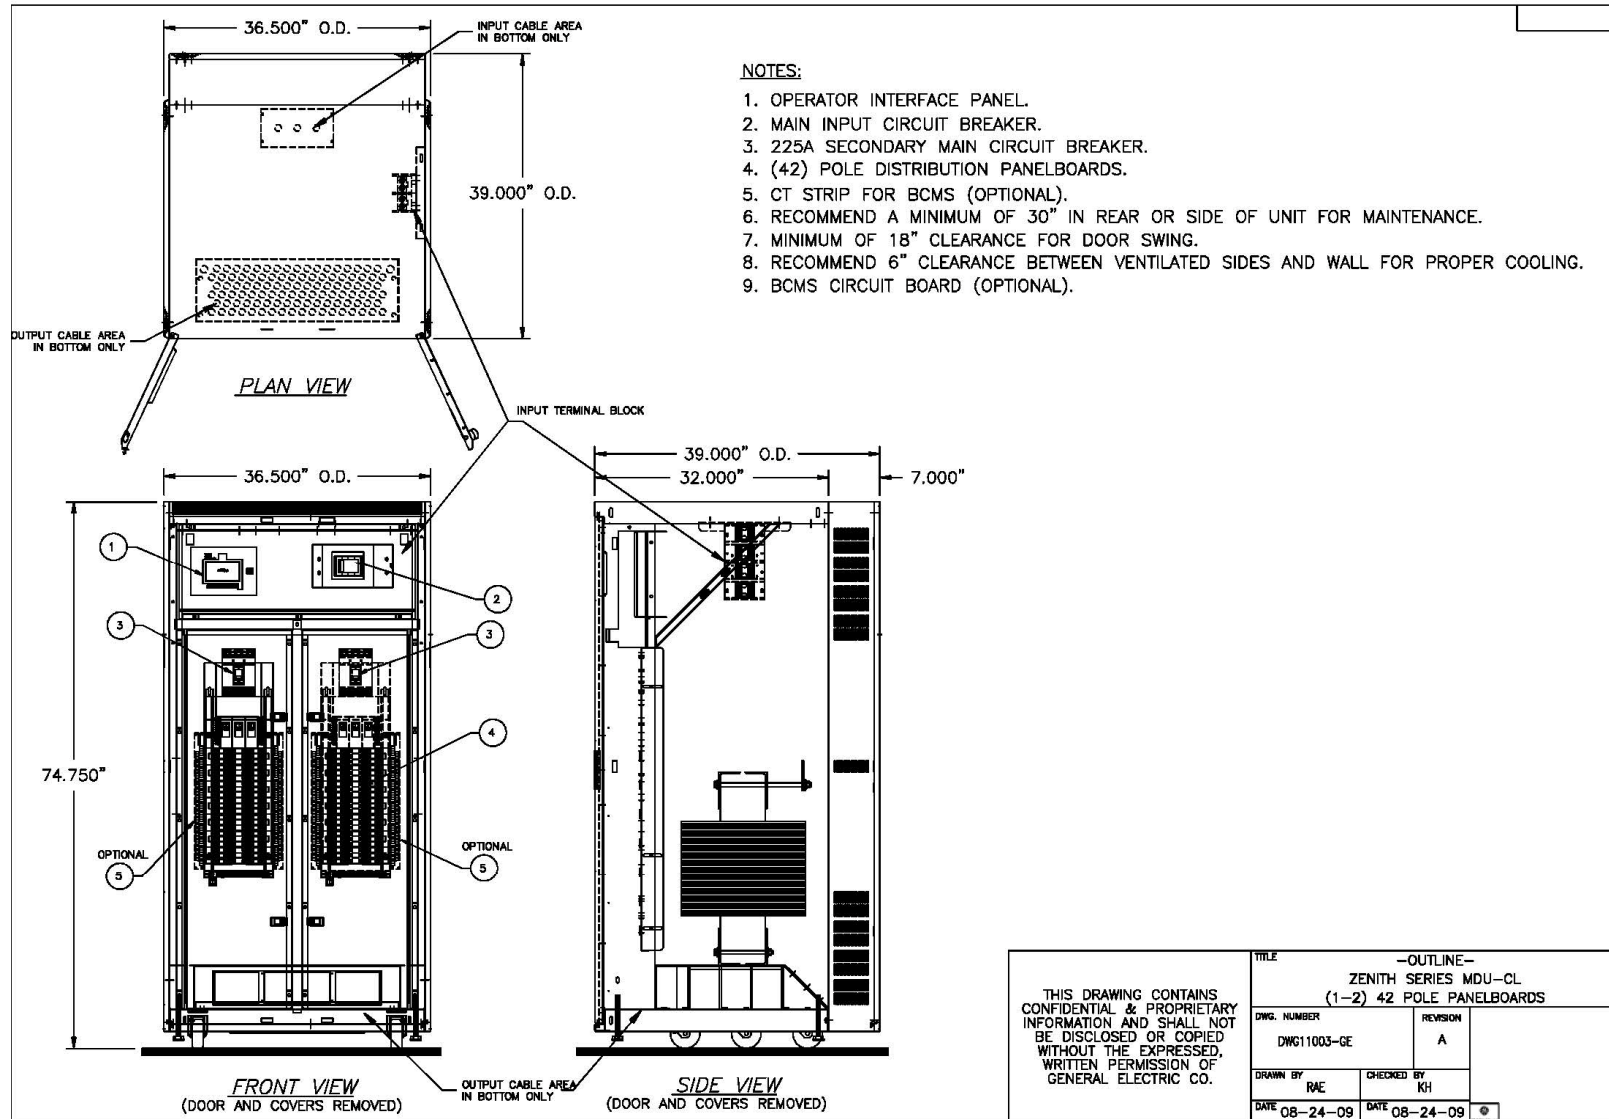 36.500" O.D.
INPUT CABLE AREA
IN BOTTOM ONLY
39.000" O.D.
OUTPUT CABLE AREA
IN BOTTOM ONLY
PLAN VIEW
NOTES:
1. OPERATOR INTERFACE PANEL.
2. MAIN INPUT CIRCUIT BREAKER.
3. 225A SECONDARY MAIN CIRCUIT BREAKER.
4. (42) POLE DISTRIBUTION PANELBOARDS.
5. CT STRIP FOR BCMS (OPTIONAL).
6. RECOMMEND A MINIMUM OF 30" IN REAR OR SIDE OF UNIT FOR MAINTENANCE.
7. MINIMUM OF 18" CLEARANCE FOR DOOR SWING.
8. RECOMMEND 6" CLEARANCE BETWEEN VENTILATED SIDES AND WALL FOR PROPER COOLING.
9. BCMS CIRCUIT BOARD (OPTIONAL).
INPUT TERMINAL BLOCK
36.500" O.D.
1
2
3
3
4
74.750"
OPTIONAL
5
OPTIONAL
5
FRONT VIEW
(DOOR AND COVERS REMOVED)
OUTPUT CABLE AREA
IN BOTTOM ONLY
39.000" O.D.
32.000"
7.000"
SIDE VIEW
(DOOR AND COVERS REMOVED)
THIS DRAWING CONTAINS
CONFIDENTIAL & PROPRIETARY
INFORMATION AND SHALL NOT
BE DISCLOSED OR COPIED
WITHOUT THE EXPRESSED,
WRITTEN PERMISSION OF
GENERAL ELECTRIC CO.
TITLE
-OUTLINE-
ZENITH SERIES MDU-CL
(1-2) 42 POLE PANELBOARDS
DWG. NUMBER
DWG11003-GE
REVISION
A
DRAWN BY
RAE
CHECKED BY
KH
DATE 08-24-09
DATE 08-24-09